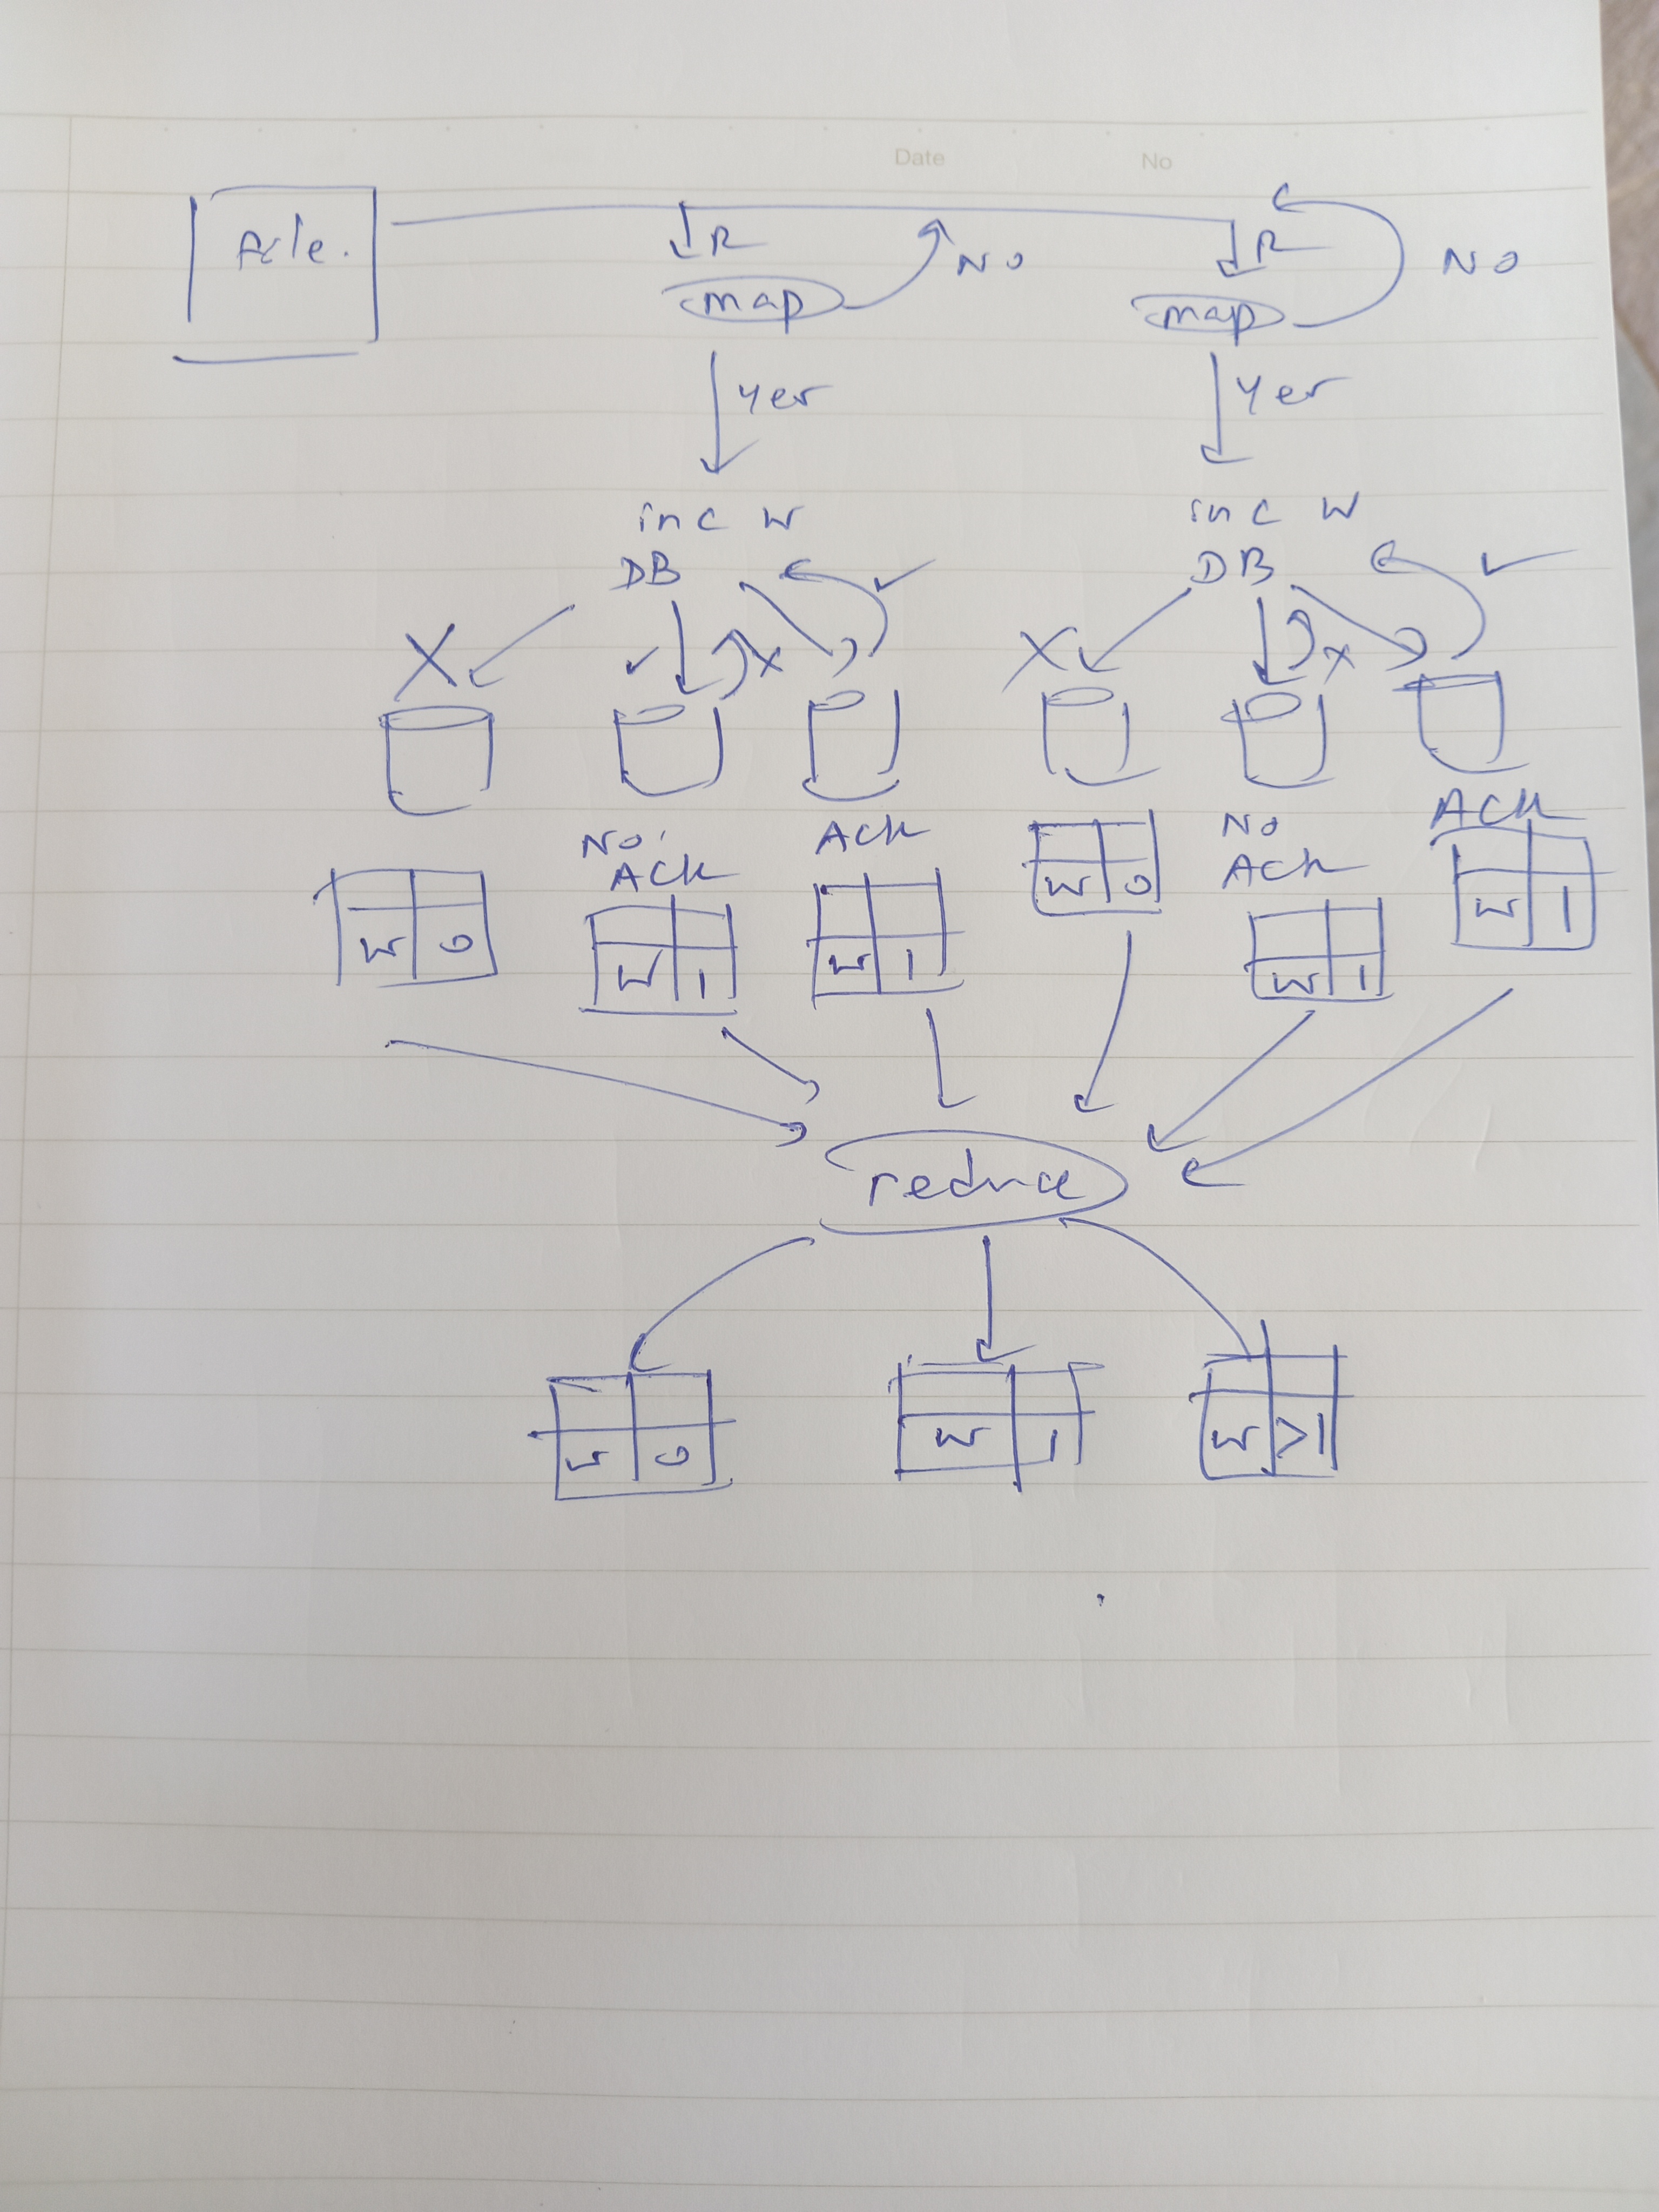 Date No
file.
R No R No
map map
Yes Yes
inc W inc W
DB DB
X ✓ X ✓ X X ✓
No ACK ACK No ACK ACK
W 0 W 1 W 1 W 0 W 1 W 1
reduce
W 0 W 1 W >1